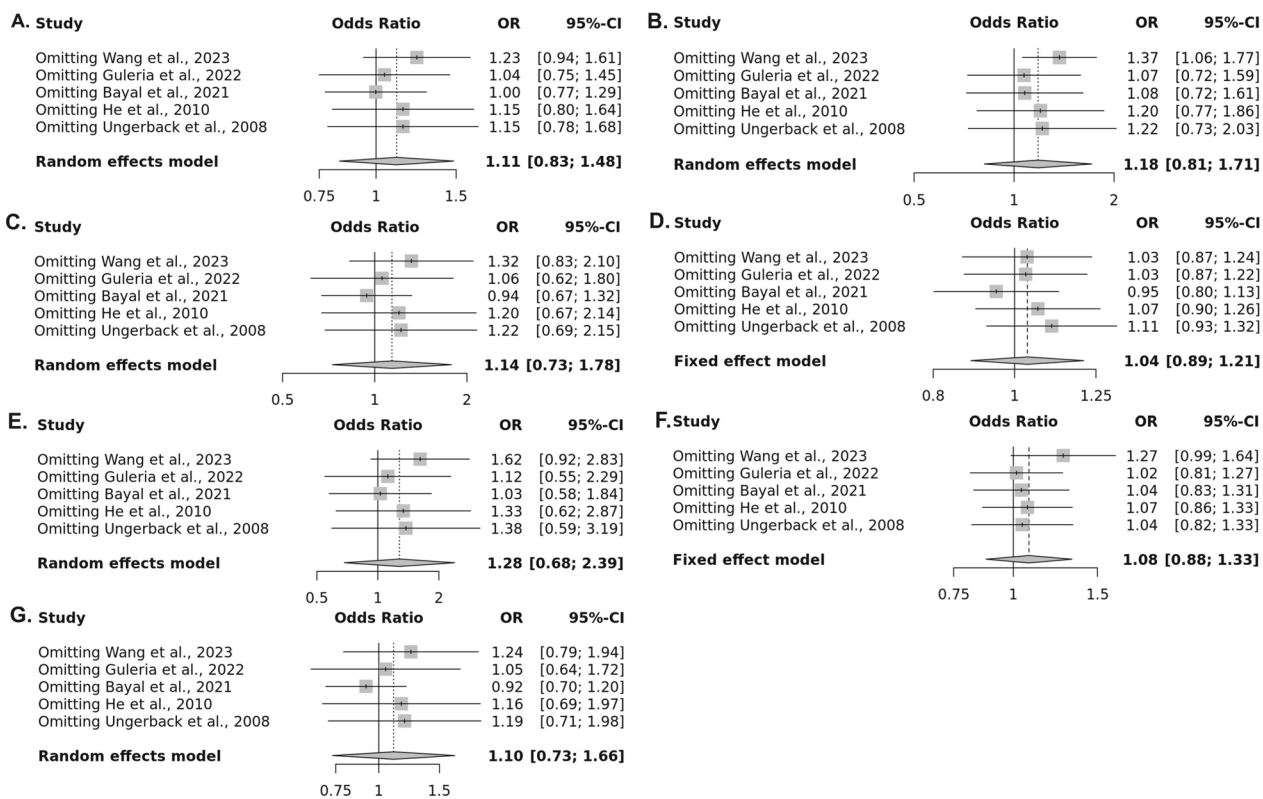 A. Study Odds Ratio OR 95%-CI
Omitting Wang et al., 2023 1.23 [0.94; 1.61]
Omitting Guleria et al., 2022 1.04 [0.75; 1.45]
Omitting Bayal et al., 2021 1.00 [0.77; 1.29]
Omitting He et al., 2010 1.15 [0.80; 1.64]
Omitting Ungerback et al., 2008 1.15 [0.78; 1.68]
Random effects model 1.11 [0.83; 1.48]
0.75 1 1.5
B. Study Odds Ratio OR 95%-CI
Omitting Wang et al., 2023 1.37 [1.06; 1.77]
Omitting Guleria et al., 2022 1.07 [0.72; 1.59]
Omitting Bayal et al., 2021 1.08 [0.72; 1.61]
Omitting He et al., 2010 1.20 [0.77; 1.86]
Omitting Ungerback et al., 2008 1.22 [0.73; 2.03]
Random effects model 1.18 [0.81; 1.71]
0.5 1 2
C. Study Odds Ratio OR 95%-CI
Omitting Wang et al., 2023 1.32 [0.83; 2.10]
Omitting Guleria et al., 2022 1.06 [0.62; 1.80]
Omitting Bayal et al., 2021 0.94 [0.67; 1.32]
Omitting He et al., 2010 1.20 [0.67; 2.14]
Omitting Ungerback et al., 2008 1.22 [0.69; 2.15]
Random effects model 1.14 [0.73; 1.78]
0.5 1 2
D. Study Odds Ratio OR 95%-CI
Omitting Wang et al., 2023 1.03 [0.87; 1.24]
Omitting Guleria et al., 2022 1.03 [0.87; 1.22]
Omitting Bayal et al., 2021 0.95 [0.80; 1.13]
Omitting He et al., 2010 1.07 [0.90; 1.26]
Omitting Ungerback et al., 2008 1.11 [0.93; 1.32]
Fixed effect model 1.04 [0.89; 1.21]
0.8 1 1.25
E. Study Odds Ratio OR 95%-CI
Omitting Wang et al., 2023 1.62 [0.92; 2.83]
Omitting Guleria et al., 2022 1.12 [0.55; 2.29]
Omitting Bayal et al., 2021 1.03 [0.58; 1.84]
Omitting He et al., 2010 1.33 [0.62; 2.87]
Omitting Ungerback et al., 2008 1.38 [0.59; 3.19]
Random effects model 1.28 [0.68; 2.39]
0.5 1 2
F. Study Odds Ratio OR 95%-CI
Omitting Wang et al., 2023 1.27 [0.99; 1.64]
Omitting Guleria et al., 2022 1.02 [0.81; 1.27]
Omitting Bayal et al., 2021 1.04 [0.83; 1.31]
Omitting He et al., 2010 1.07 [0.86; 1.33]
Omitting Ungerback et al., 2008 1.04 [0.82; 1.33]
Fixed effect model 1.08 [0.88; 1.33]
0.75 1 1.5
G. Study Odds Ratio OR 95%-CI
Omitting Wang et al., 2023 1.24 [0.79; 1.94]
Omitting Guleria et al., 2022 1.05 [0.64; 1.72]
Omitting Bayal et al., 2021 0.92 [0.70; 1.20]
Omitting He et al., 2010 1.16 [0.69; 1.97]
Omitting Ungerback et al., 2008 1.19 [0.71; 1.98]
Random effects model 1.10 [0.73; 1.66]
0.75 1 1.5